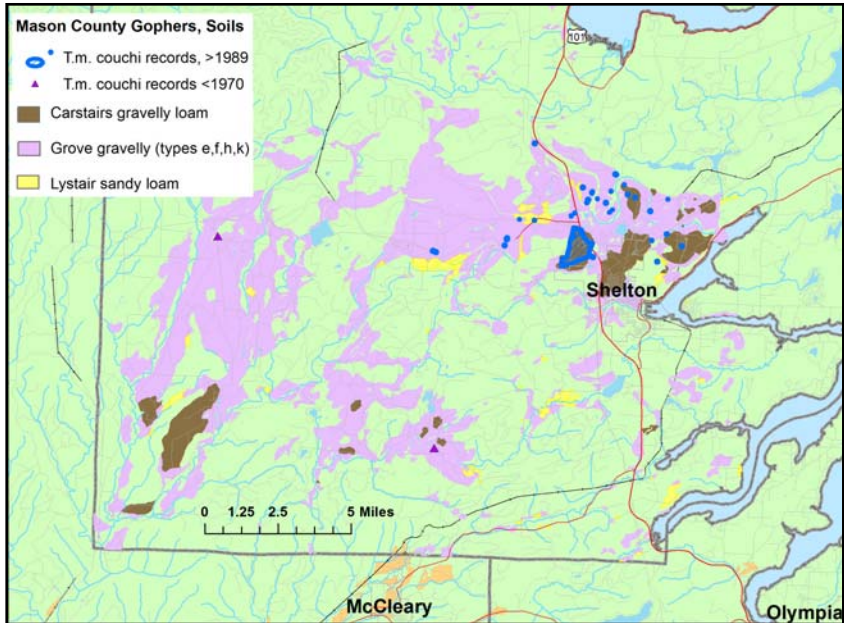 Mason County Gophers, Soils
T.m. couchi records, >1989
T.m. couchi records <1970
Carstairs gravelly loam
Grove gravelly (types e,f,h,k)
Lystair sandy loam
101
Shelton
0 1.25 2.5 5 Miles
McCleary
Olympia